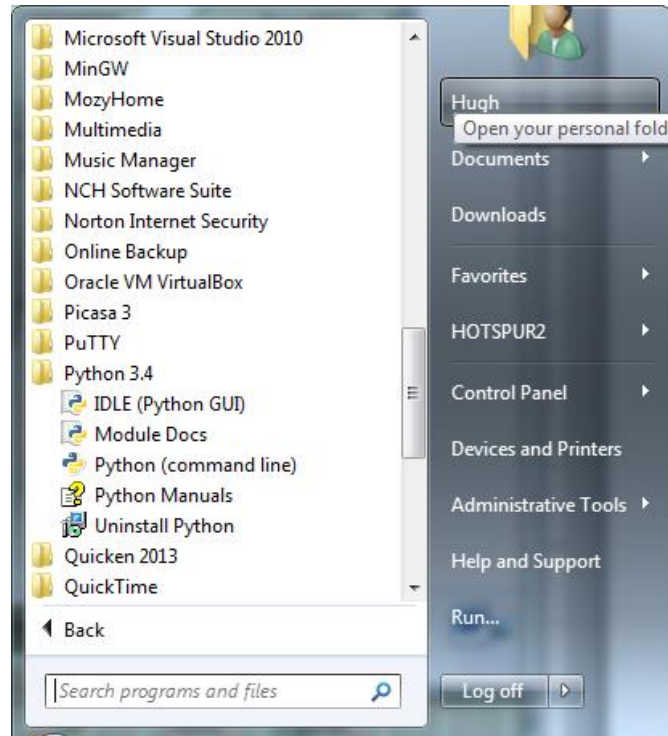 Microsoft Visual Studio 2010
MinGW
MozyHome
Multimedia
Music Manager
NCH Software Suite
Norton Internet Security
Online Backup
Oracle VM VirtualBox
Picasa 3
PuTTY
Python 3.4
IDLE (Python GUI)
Module Docs
Python (command line)
Python Manuals
Uninstall Python
Quicken 2013
QuickTime
Back
Search programs and files
Hugh
Open your personal fold
Documents
Downloads
Favorites
HOTSPUR2
Control Panel
Devices and Printers
Administrative Tools
Help and Support
Run...
Log off